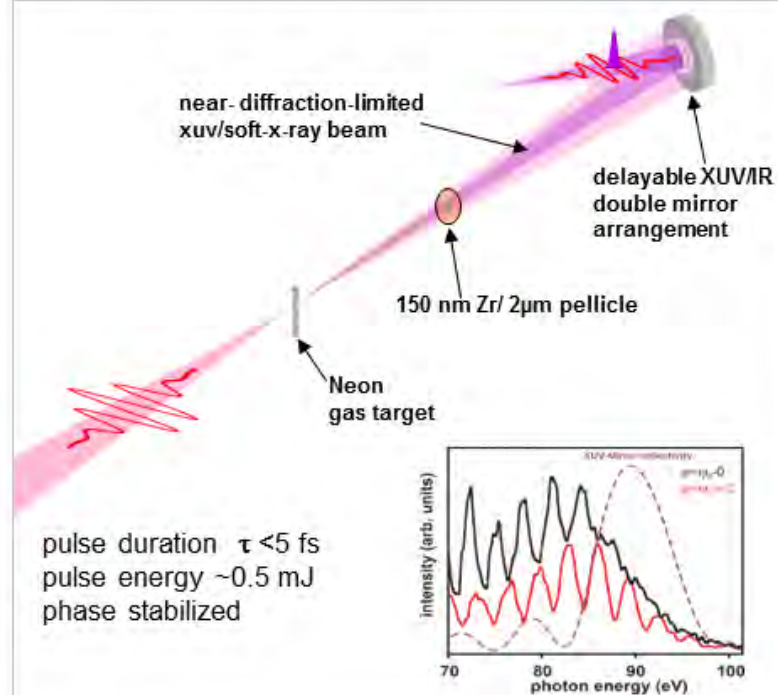 near- diffraction-limited
xuv/soft-x-ray beam
delayable XUV/IR
double mirror
arrangement
150 nm Zr/ 2µm pellicle
Neon
gas target
pulse duration τ <5 fs
pulse energy ~0.5 mJ
phase stabilized
XUV-Mirror-reflectivity
intensity (arb. units)
70 80 90 100
photon energy (eV)